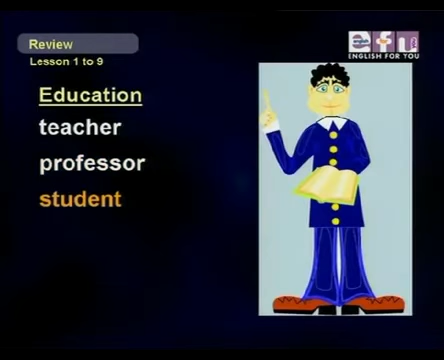 Review
Lesson 1 to 9
efu
ENGLISH FOR YOU
Education
teacher
professor
student